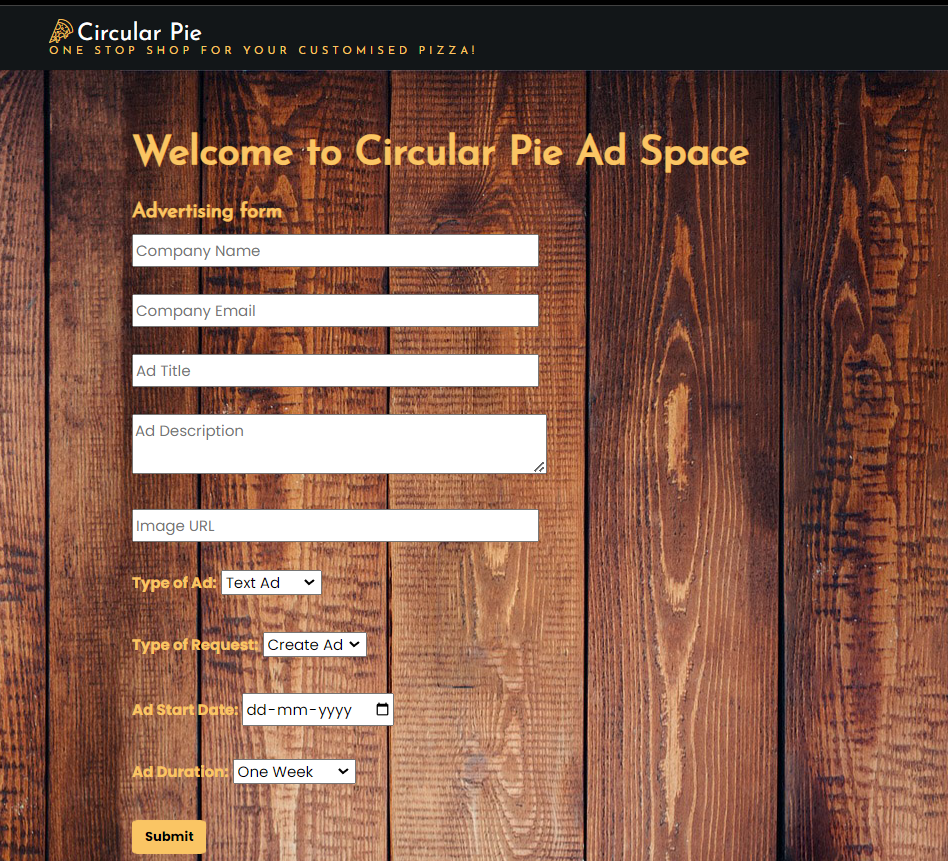 Circular Pie
ONE STOP SHOP FOR YOUR CUSTOMISED PIZZA!
Welcome to Circular Pie Ad Space
Advertising form
Company Name
Company Email
Ad Title
Ad Description
Image URL
Type of Ad: Text Ad
Type of Request: Create Ad
Ad Start Date: dd-mm-yyyy
Ad Duration: One Week
Submit